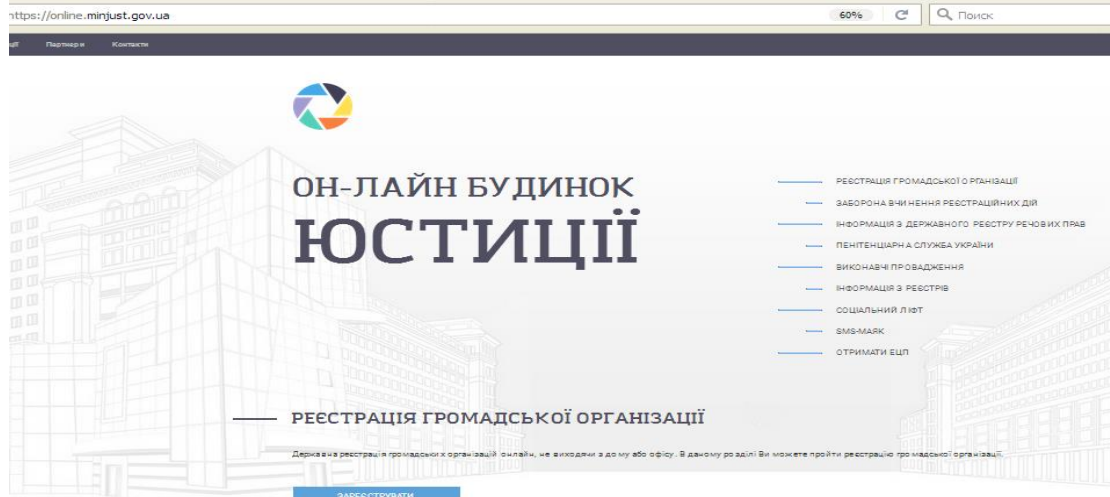 https://online.minjust.gov.ua
60%
Поиск
Партнери
Контакти
ОН-ЛАЙН БУДИНОК
ЮСТИЦІЇ
РЕЄСТРАЦІЯ ГРОМАДСЬКОЇ ОРГАНІЗАЦІЇ
ЗАБОРОНА ВЧИНЕННЯ РЕЄСТРАЦІЙНИХ ДІЙ
ІНФОРМАЦІЯ З ДЕРЖАВНОГО РЕЄСТРУ РЕЧОВИХ ПРАВ
ПЕНІТЕНЦІАРНА СЛУЖБА УКРАЇНИ
ВИКОНАВЧІ ПРОВАДЖЕННЯ
ІНФОРМАЦІЯ З РЕЄСТРІВ
СОЦІАЛЬНИЙ ЛІФТ
SMS-МАЯК
ОТРИМАТИ ЕЦП
РЕЄСТРАЦІЯ ГРОМАДСЬКОЇ ОРГАНІЗАЦІЇ
Державна реєстрація громадських організацій онлайн, не виходячи з дому або офісу. В даному розділі Ви можете пройти реєстрацію громадської організації.
ЗАРЕЄСТРУВАТИ